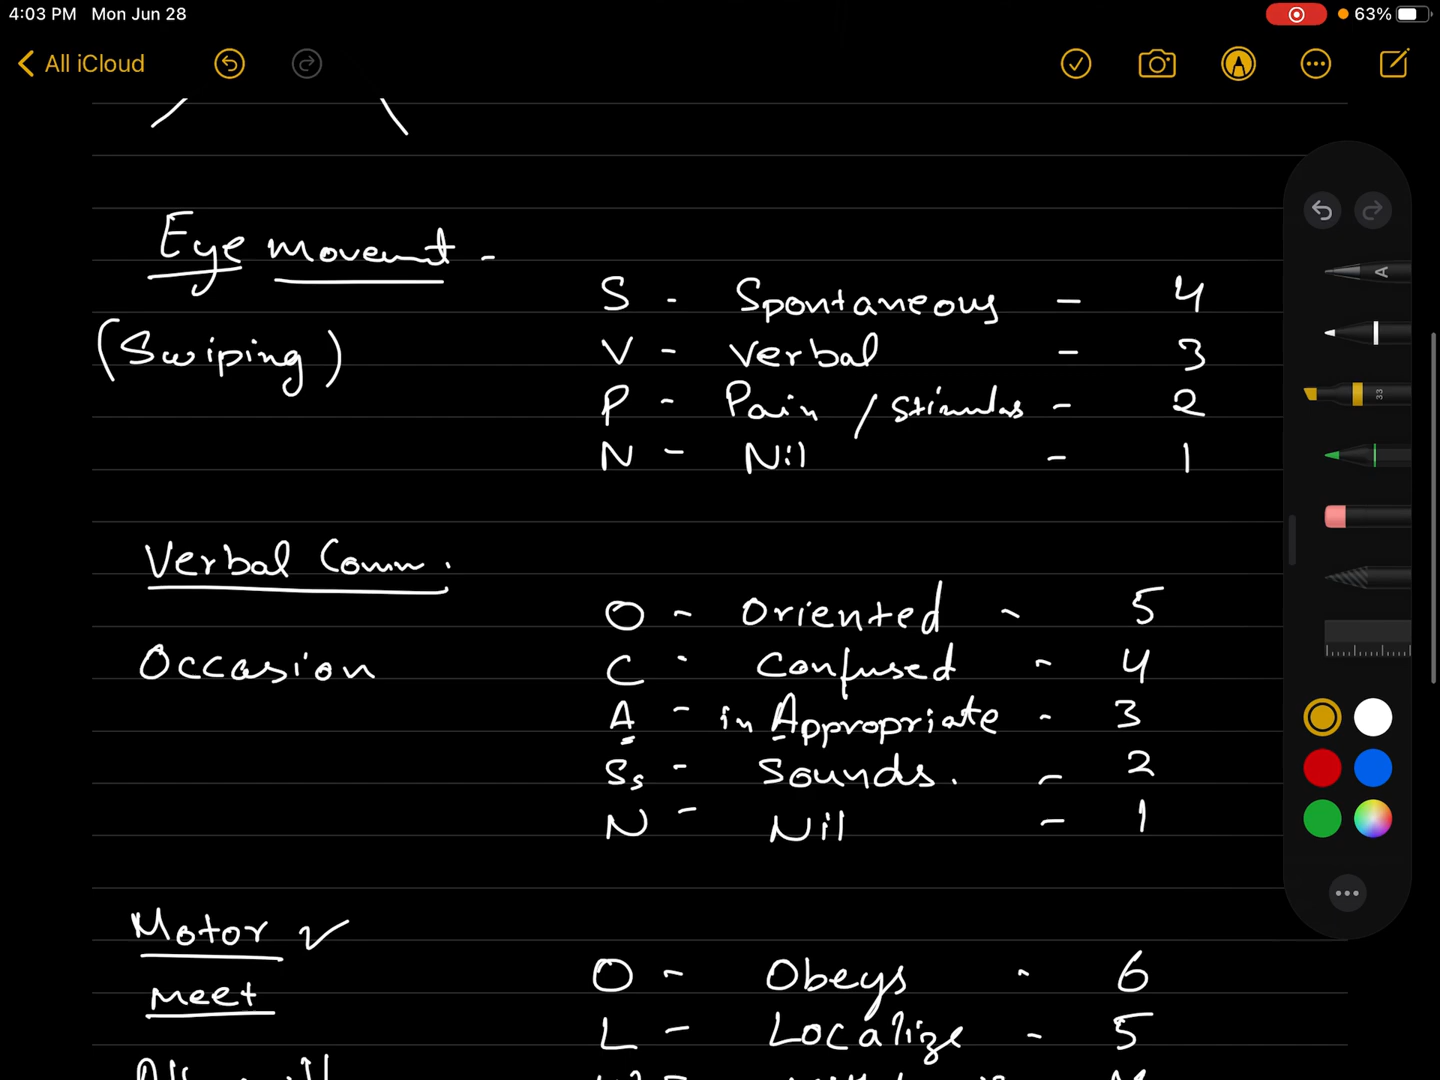 4:03 PM Mon Jun 28 63%
All iCloud
Eye movemt -
(Swiping)
S - Spontaneous - 4
V - Verbal - 3
P - Pain / stimulus - 2
N - Nil - 1
Verbal Comm.
Occasion
O - Oriented - 5
C - Confused - 4
A - in Appropriate - 3
Ss - Sounds. - 2
N - Nil - 1
Motor ✓
meet
O - Obeys - 6
L - Localize - 5
A
33